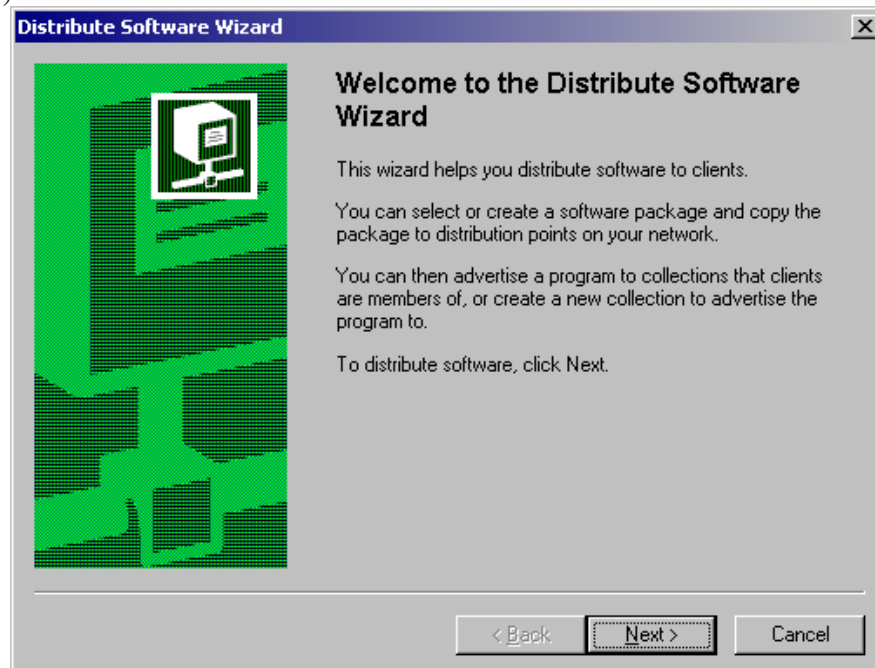 )
Distribute Software Wizard
Welcome to the Distribute Software
Wizard
This wizard helps you distribute software to clients.
You can select or create a software package and copy the
package to distribution points on your network.
You can then advertise a program to collections that clients
are members of, or create a new collection to advertise the
program to.
To distribute software, click Next.
< Back
Next >
Cancel